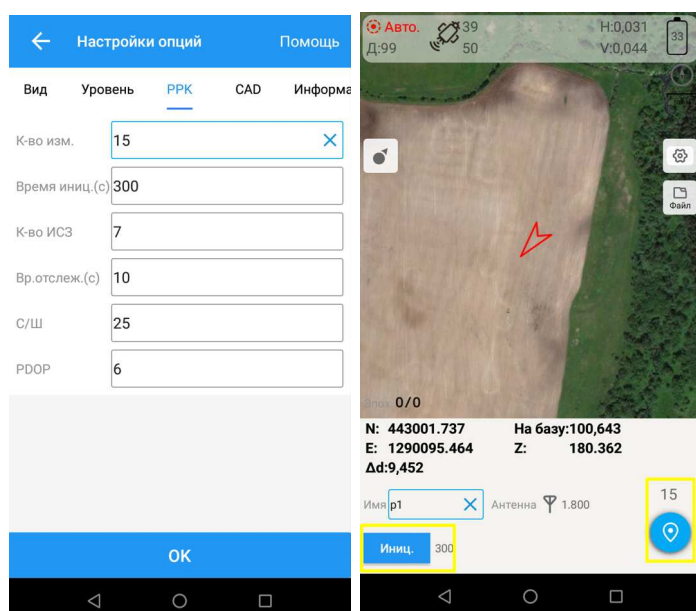 Настройки опций
Помощь
Вид
Уровень
PPK
CAD
Информа
К-во изм.
15
Время иниц.(с)
300
К-во ИСЗ
7
Вр.отслеж.(с)
10
С/Ш
25
PDOP
6
OK
Авто.
39
H:0,031
33
Д:99
50
V:0,044
Файл
0/0
N: 443001.737
На базу:100,643
E: 1290095.464
Z: 180.362
Δd:9,452
15
Имя
p1
Антенна
1.800
Иниц.
300